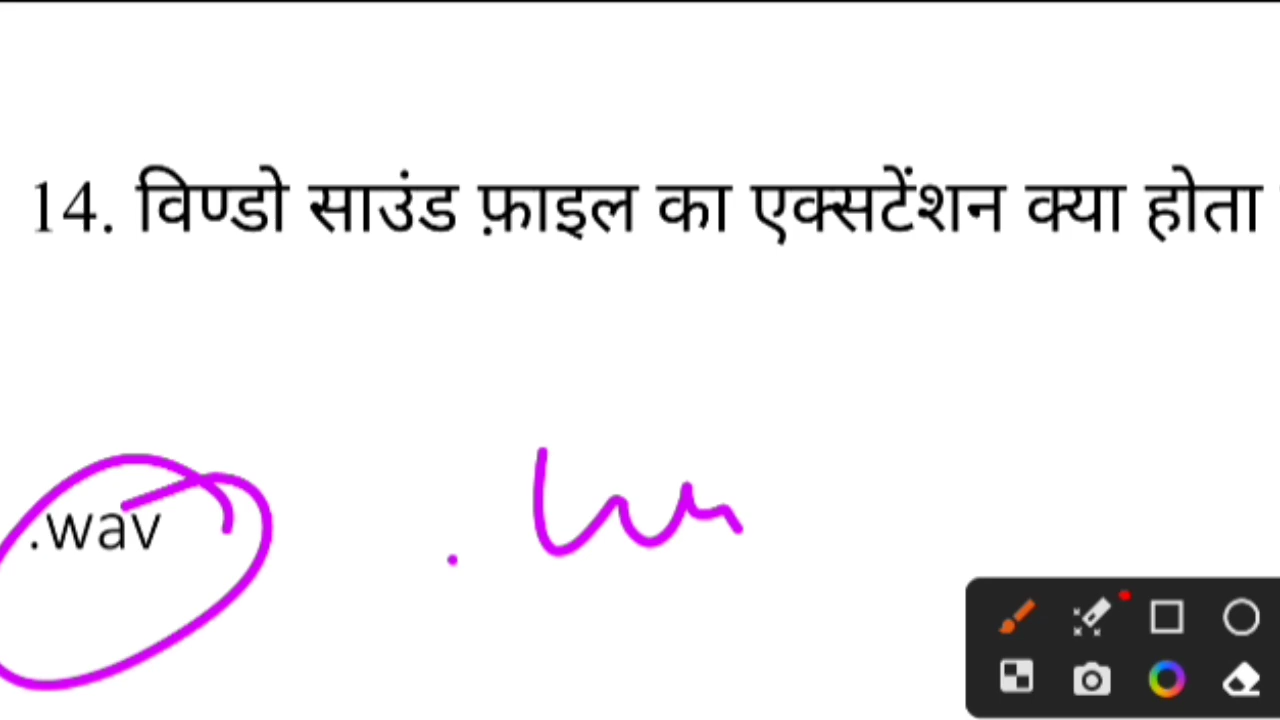 14. विण्डो साउंड फ़ाइल का एक्सटेंशन क्या होता
.wav